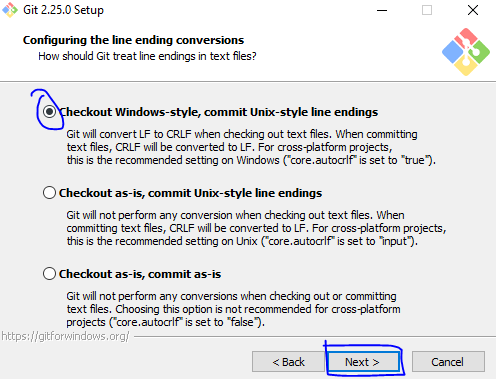 Git 2.25.0 Setup
Configuring the line ending conversions
How should Git treat line endings in text files?
Checkout Windows-style, commit Unix-style line endings
Git will convert LF to CRLF when checking out text files. When committing
text files, CRLF will be converted to LF. For cross-platform projects,
this is the recommended setting on Windows ("core.autocrlf" is set to "true").
Checkout as-is, commit Unix-style line endings
Git will not perform any conversion when checking out text files. When
committing text files, CRLF will be converted to LF. For cross-platform projects,
this is the recommended setting on Unix ("core.autocrlf" is set to "input").
Checkout as-is, commit as-is
Git will not perform any conversions when checking out or committing
text files. Choosing this option is not recommended for cross-platform
projects ("core.autocrlf" is set to "false").
https://gitforwindows.org/
< Back Next > Cancel